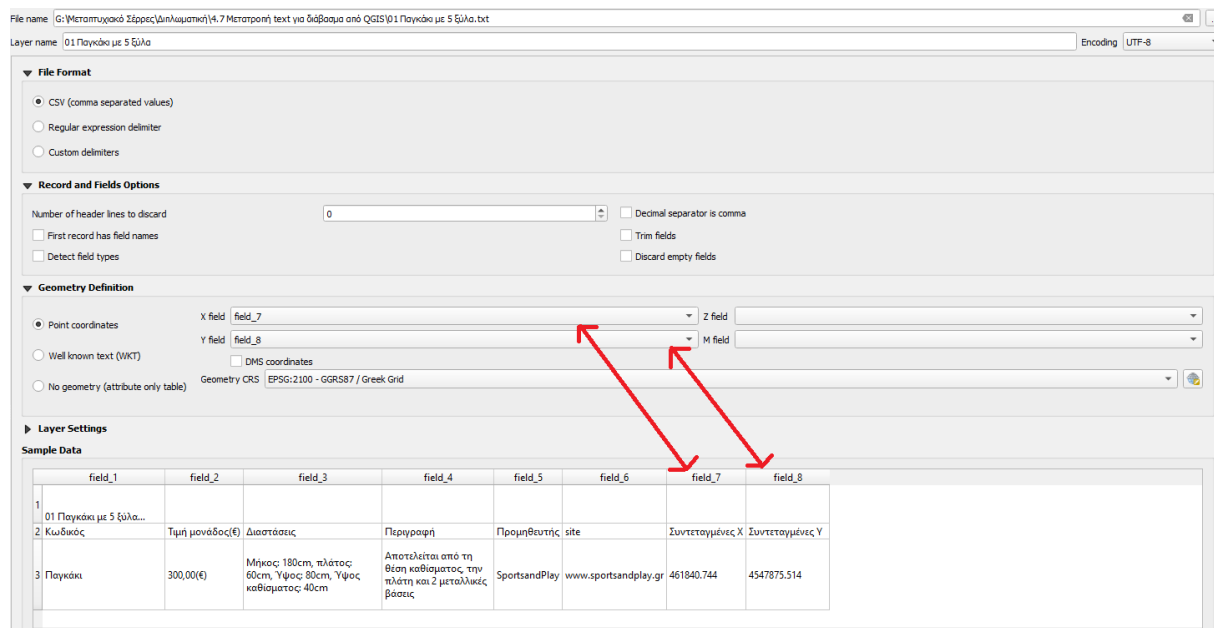 File name G:\Μεταπτυχιακό Σέρρες\Διπλωματική\4.7 Μετατροπή text για διάβασμα από QGIS\01 Παγκάκι με 5 ξύλα.txt
Layer name 01 Παγκάκι με 5 ξύλα Encoding UTF-8
File Format
CSV (comma separated values)
Regular expression delimiter
Custom delimiters
Record and Fields Options
Number of header lines to discard 0 Decimal separator is comma
First record has field names Trim fields
Detect field types Discard empty fields
Geometry Definition
Point coordinates X field field_7 Z field
Y field field_8 M field
Well known text (WKT) DMS coordinates
No geometry (attribute only table) Geometry CRS EPSG:2100 - GGRS87 / Greek Grid
Layer Settings
Sample Data
field_1 field_2 field_3 field_4 field_5 field_6 field_7 field_8
1 01 Παγκάκι με 5 ξύλα...
2 Κωδικός Τιμή μονάδος(€) Διαστάσεις Περιγραφή Προμηθευτής site Συντεταγμένες X Συντεταγμένες Y
3 Παγκάκι 300,00(€) Μήκος: 180cm, πλάτος:
60cm, Ύψος: 80cm, Ύψος
καθίσματος: 40cm
Αποτελείται από τη
θέση καθίσματος, την
πλάτη και 2 μεταλλικές
βάσεις
SportsandPlay www.sportsandplay.gr 461840.744 4547875.514